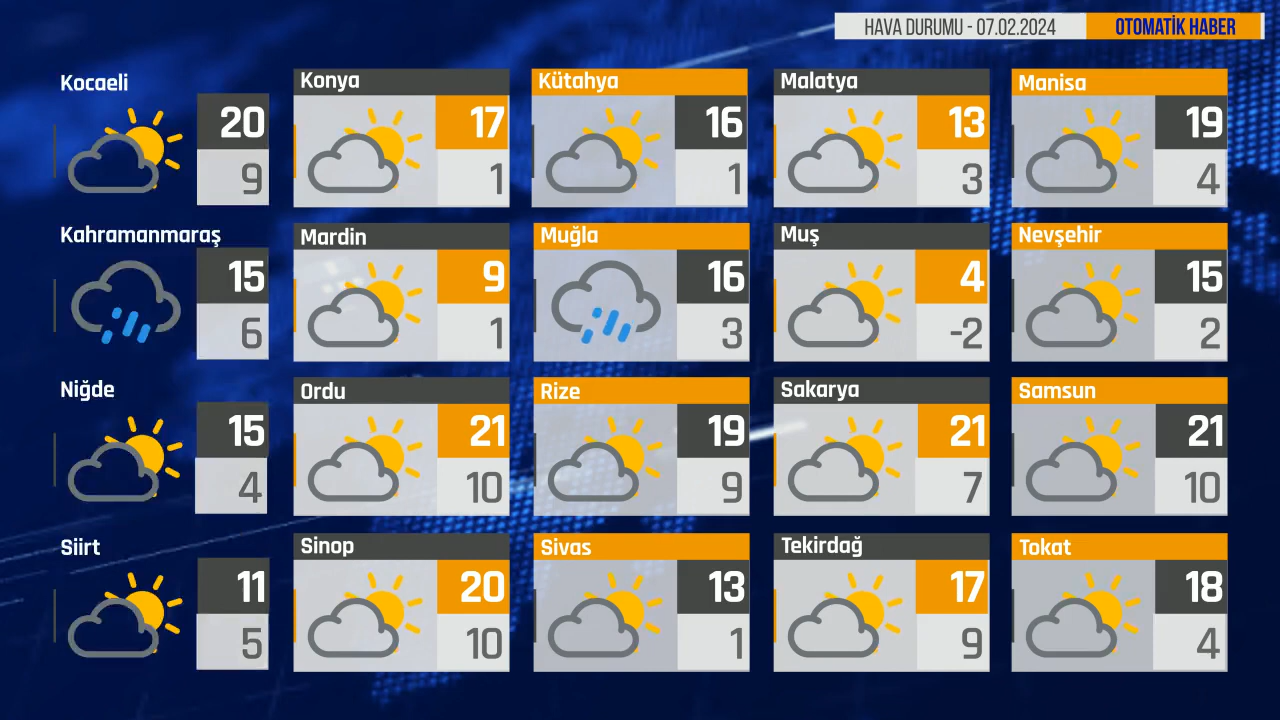 HAVA DURUMU - 07.02.2024 OTOMATİK HABER
Kocaeli
20
9
Konya
17
1
Kütahya
16
1
Malatya
13
3
Manisa
19
4
Kahramanmaraş
15
6
Mardin
9
1
Muğla
16
3
Muş
4
-2
Nevşehir
15
2
Niğde
15
4
Ordu
21
10
Rize
19
9
Sakarya
21
7
Samsun
21
10
Siirt
11
5
Sinop
20
10
Sivas
13
1
Tekirdağ
17
9
Tokat
18
4